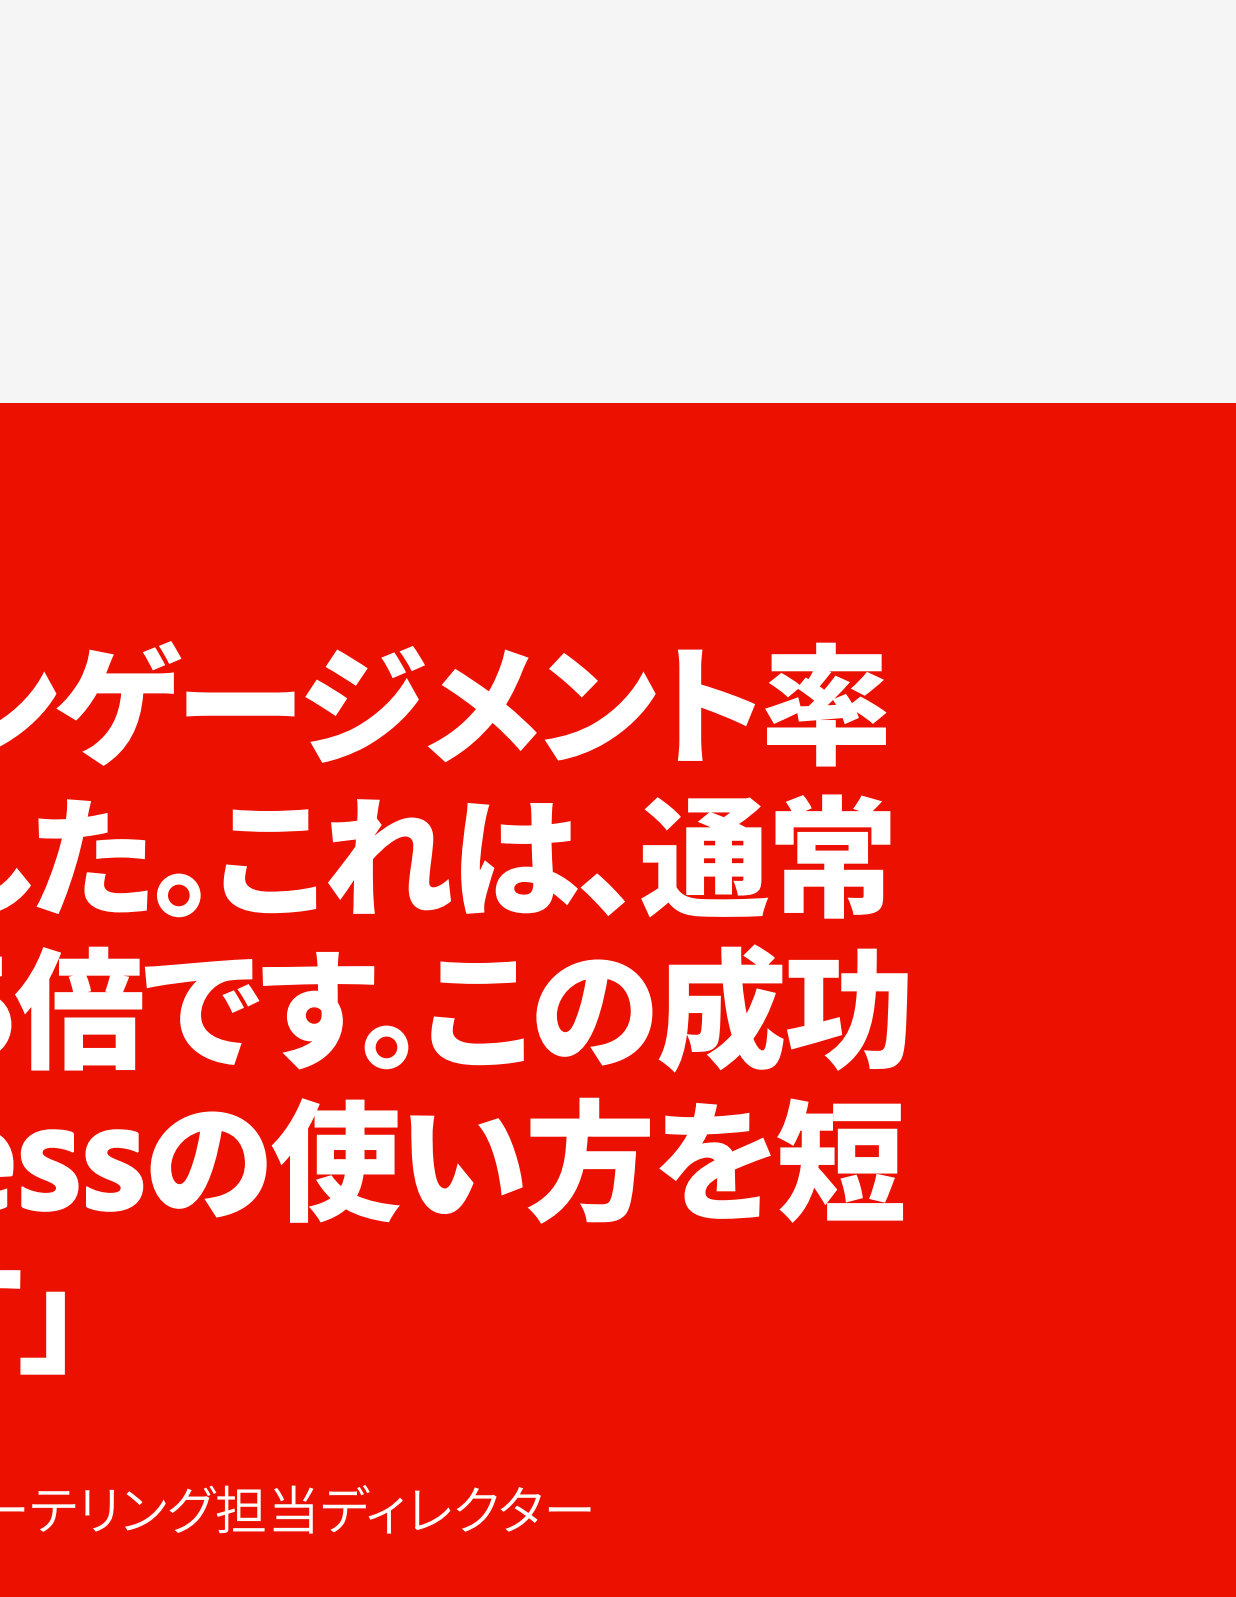 ンゲージメント率
した。これは、通常
倍です。この成功
essの使い方を短
す」
ーテリング担当ディレクター